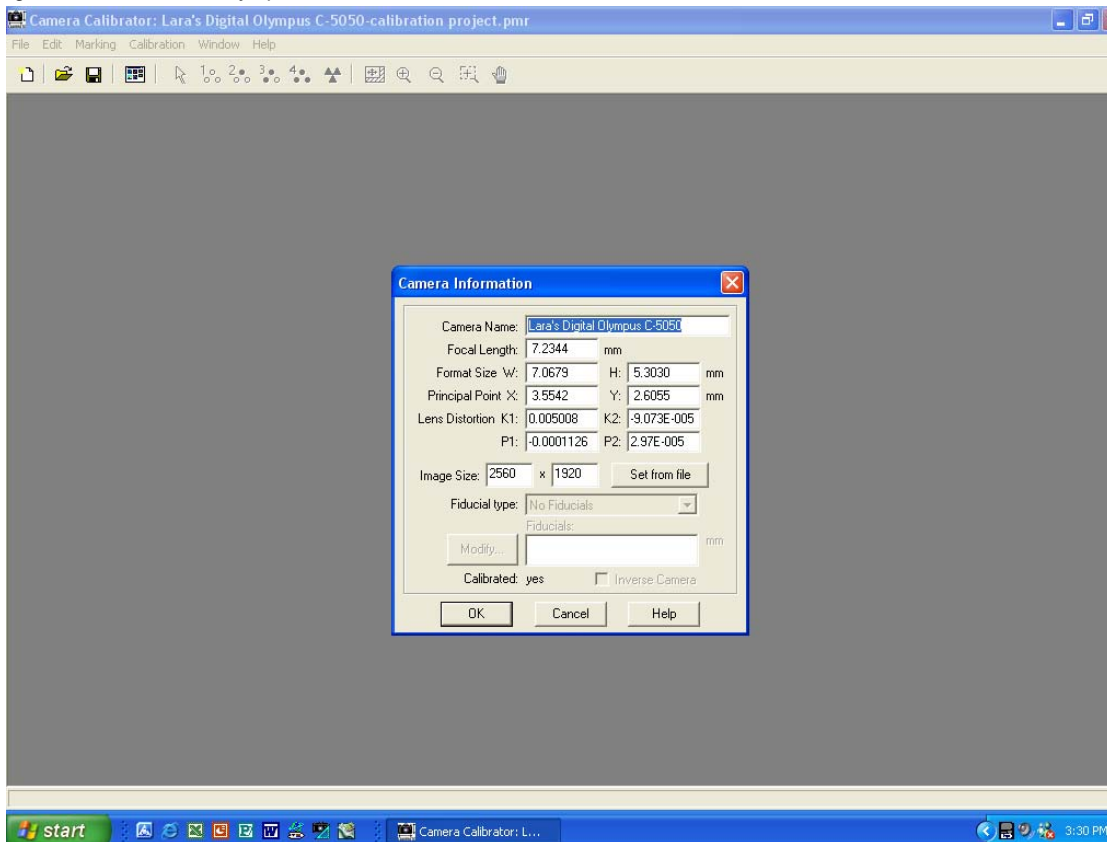 Camera Calibrator: Lara's Digital Olympus C-5050-calibration project.pmr
File Edit Marking Calibration Window Help
1 2 3 4
Camera Information
Camera Name: Lara's Digital Olympus C-5050
Focal Length: 7.2344 mm
Format Size W: 7.0679 H: 5.3030 mm
Principal Point X: 3.5542 Y: 2.6055 mm
Lens Distortion K1: 0.005008 K2: -9.073E-005
P1: -0.0001126 P2: 2.97E-005
Image Size: 2560 x 1920 Set from file
Fiducial type: No Fiducials
Fiducials:
Modify... mm
Calibrated: yes Inverse Camera
OK Cancel Help
start Camera Calibrator: L... 3:30 PM